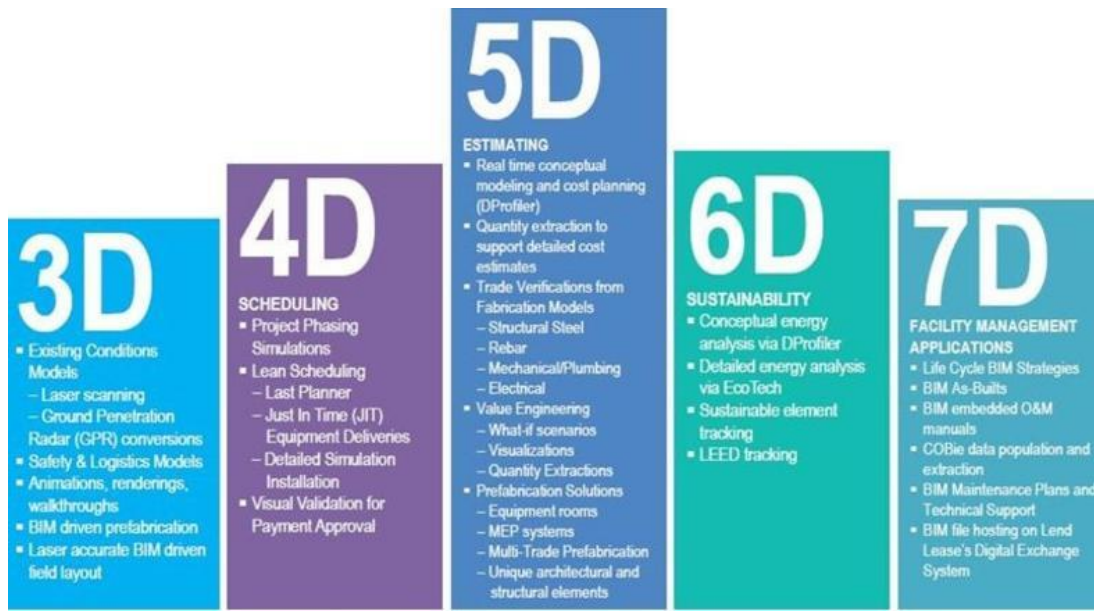 3D
▪ Existing Conditions
Models
– Laser scanning
– Ground Penetration
Radar (GPR) conversions
▪ Safety & Logistics Models
▪ Animations, renderings,
walkthroughs
▪ BIM driven prefabrication
▪ Laser accurate BIM driven
field layout
4D
SCHEDULING
▪ Project Phasing
Simulations
▪ Lean Scheduling
– Last Planner
– Just In Time (JIT)
Equipment Deliveries
– Detailed Simulation
Installation
▪ Visual Validation for
Payment Approval
5D
ESTIMATING
▪ Real time conceptual
modeling and cost planning
(DProfiler)
▪ Quantity extraction to
support detailed cost
estimates
▪ Trade Verifications from
Fabrication Models
– Structural Steel
– Rebar
– Mechanical/Plumbing
– Electrical
▪ Value Engineering
– What-if scenarios
– Visualizations
– Quantity Extractions
▪ Prefabrication Solutions
– Equipment rooms
– MEP systems
– Multi-Trade Prefabrication
– Unique architectural and
structural elements
6D
SUSTAINABILITY
▪ Conceptual energy
analysis via DProfiler
▪ Detailed energy analysis
via EcoTech
▪ Sustainable element
tracking
▪ LEED tracking
7D
FACILITY MANAGEMENT
APPLICATIONS
▪ Life Cycle BIM Strategies
▪ BIM As-Builts
▪ BIM embedded O&M
manuals
▪ COBie data population and
extraction
▪ BIM Maintenance Plans and
Technical Support
▪ BIM file hosting on Lend
Lease's Digital Exchange
System